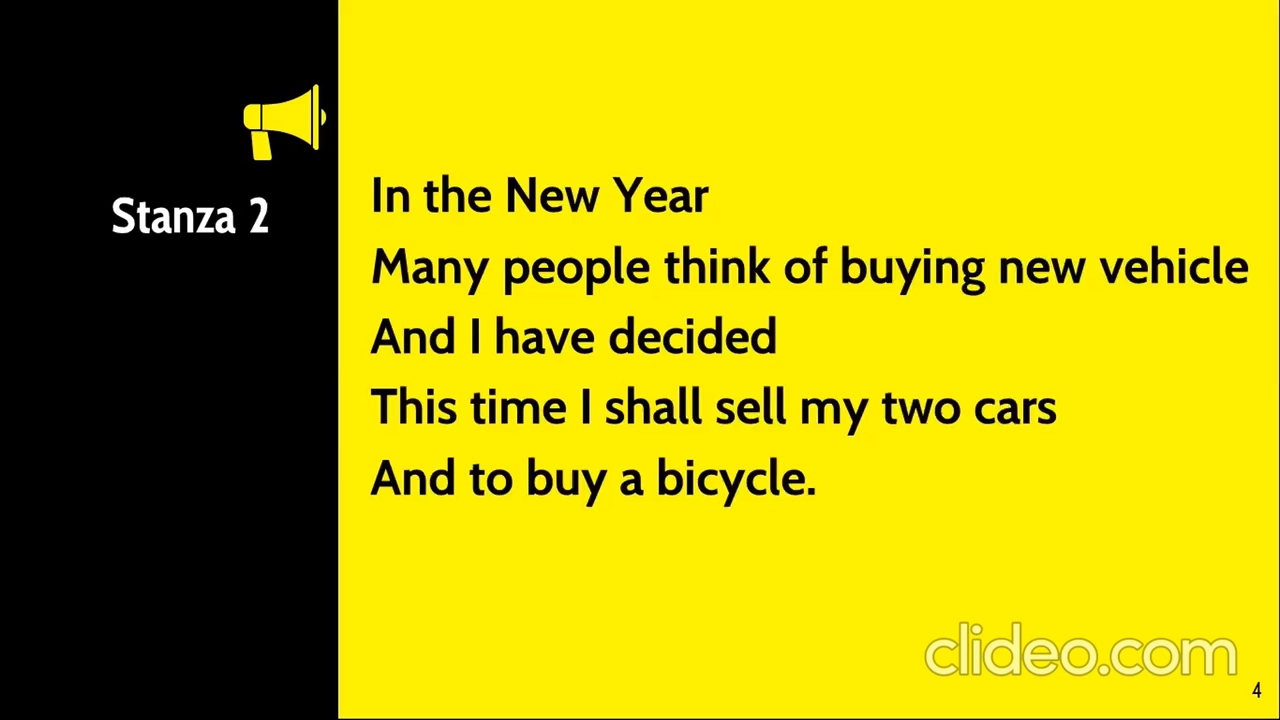 Stanza 2
In the New Year
Many people think of buying new vehicle
And I have decided
This time I shall sell my two cars
And to buy a bicycle.
clideo.com
4